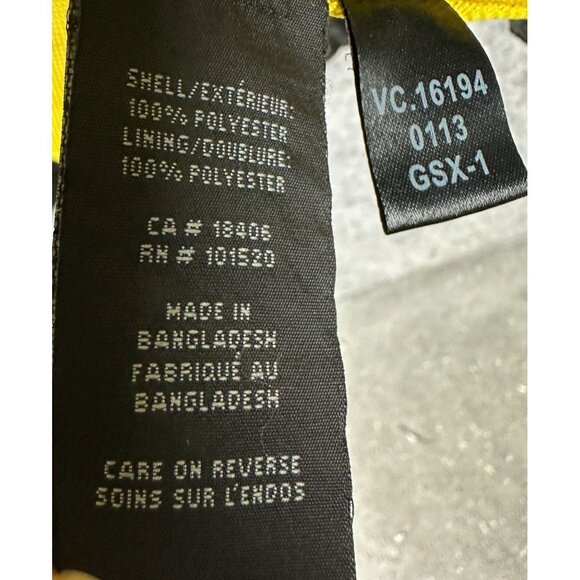 SHELL/EXTÉRIEUR:
100% POLYESTER
LINING/DOUBLURE:
100% POLYESTER
CA # 18406
RN # 101520
MADE IN
BANGLADESH
FABRIQUÉ AU
BANGLADESH
CARE ON REVERSE
SOINS SUR L'ENDOS
VC.16194
0113
GSX-1